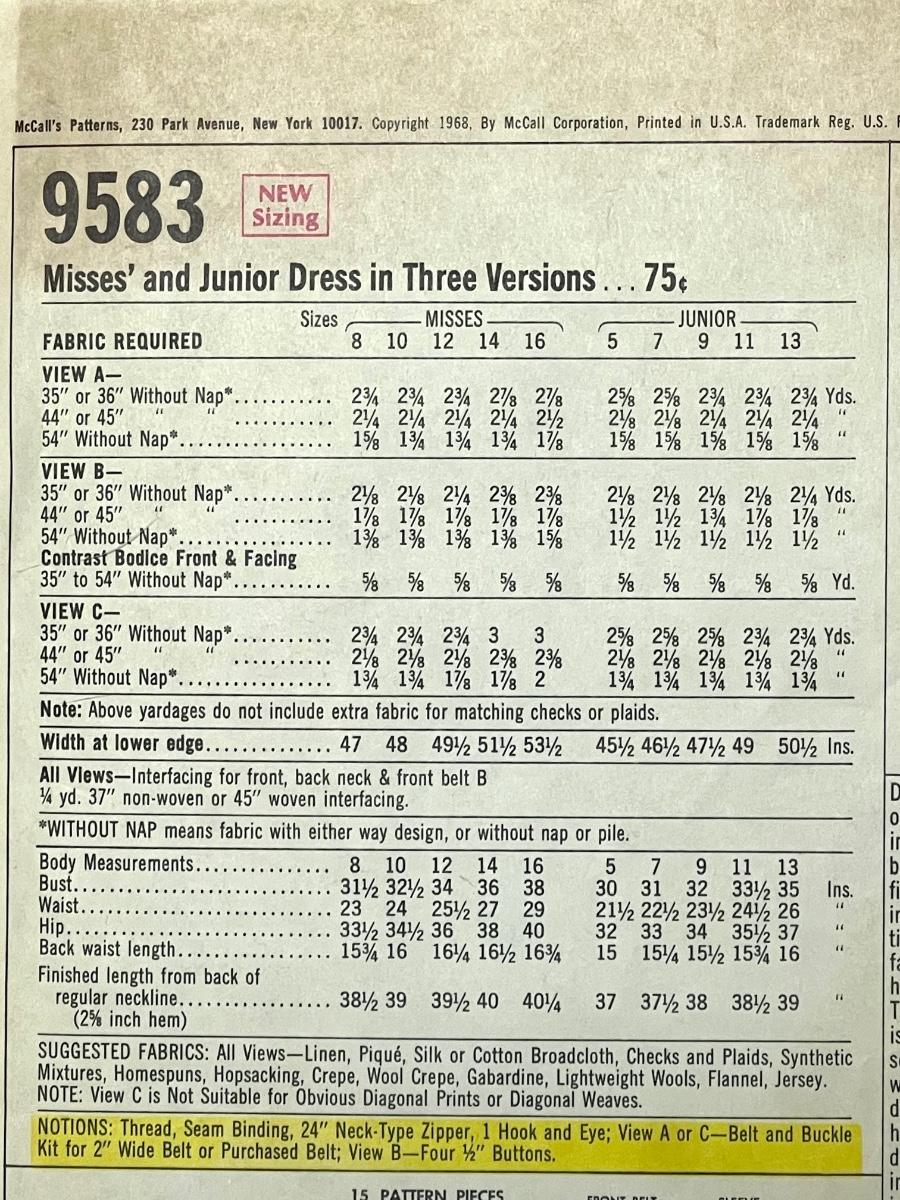 McCall's Patterns, 230 Park Avenue, New York 10017. Copyright 1968, By McCall Corporation, Printed in U.S.A. Trademark Reg. U.S.
9583 NEW Sizing
Misses' and Junior Dress in Three Versions... 75¢
Sizes MISSES JUNIOR
FABRIC REQUIRED 8 10 12 14 16 5 7 9 11 13
VIEW A—
35" or 36" Without Nap*........... 2¾ 2¾ 2¾ 2⅞ 2⅞ 2⅝ 2⅝ 2¾ 2¾ 2¾ Yds.
44" or 45" " " ........... 2¼ 2¼ 2¼ 2¼ 2½ 2⅛ 2⅛ 2¼ 2¼ 2¼ "
54" Without Nap*................. 1⅝ 1¾ 1¾ 1¾ 1⅞ 1⅝ 1⅝ 1⅝ 1⅝ 1⅝ "
VIEW B—
35" or 36" Without Nap*........... 2⅛ 2⅛ 2¼ 2⅜ 2⅜ 2⅛ 2⅛ 2⅛ 2⅛ 2¼ Yds.
44" or 45" " " ........... 1⅞ 1⅞ 1⅞ 1⅞ 1⅞ 1½ 1½ 1¾ 1⅞ 1⅞ "
54" Without Nap*................. 1⅜ 1⅜ 1⅜ 1⅜ 1⅝ 1½ 1½ 1½ 1½ 1½ "
Contrast Bodice Front & Facing
35" to 54" Without Nap*........... ⅝ ⅝ ⅝ ⅝ ⅝ ⅝ ⅝ ⅝ ⅝ ⅝ Yd.
VIEW C—
35" or 36" Without Nap*........... 2¾ 2¾ 2¾ 3 3 2⅝ 2⅝ 2⅝ 2¾ 2¾ Yds.
44" or 45" " " ........... 2⅛ 2⅛ 2⅛ 2⅜ 2⅜ 2⅛ 2⅛ 2⅛ 2⅛ 2⅛ "
54" Without Nap*................. 1¾ 1¾ 1⅞ 1⅞ 2 1¾ 1¾ 1¾ 1¾ 1¾ "
Note: Above yardages do not include extra fabric for matching checks or plaids.
Width at lower edge.............. 47 48 49½ 51½ 53½ 45½ 46½ 47½ 49 50½ Ins.
All Views—Interfacing for front, back neck & front belt B
¼ yd. 37" non-woven or 45" woven interfacing.
*WITHOUT NAP means fabric with either way design, or without nap or pile.
Body Measurements............... 8 10 12 14 16 5 7 9 11 13
Bust............................ 31½ 32½ 34 36 38 30 31 32 33½ 35 Ins.
Waist........................... 23 24 25½ 27 29 21½ 22½ 23½ 24½ 26 "
Hip............................. 33½ 34½ 36 38 40 32 33 34 35½ 37 "
Back waist length................. 15¾ 16 16¼ 16½ 16¾ 15 15¼ 15½ 15¾ 16 "
Finished length from back of
regular neckline................. 38½ 39 39½ 40 40¼ 37 37½ 38 38½ 39 "
(2⅝ inch hem)
SUGGESTED FABRICS: All Views—Linen, Piqué, Silk or Cotton Broadcloth, Checks and Plaids, Synthetic
Mixtures, Homespuns, Hopsacking, Crepe, Wool Crepe, Gabardine, Lightweight Wools, Flannel, Jersey.
NOTE: View C is Not Suitable for Obvious Diagonal Prints or Diagonal Weaves.
NOTIONS: Thread, Seam Binding, 24" Neck-Type Zipper, 1 Hook and Eye; View A or C—Belt and Buckle
Kit for 2" Wide Belt or Purchased Belt; View B—Four ½" Buttons.
15 PATTERN PIECES FRONT BELT